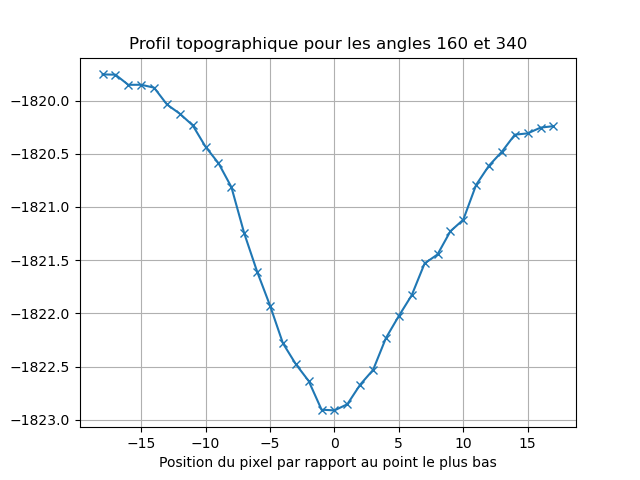 Profil topographique pour les angles 160 et 340
−1820.0
−1820.5
−1821.0
−1821.5
−1822.0
−1822.5
−1823.0
−15 −10 −5 0 5 10 15
Position du pixel par rapport au point le plus bas